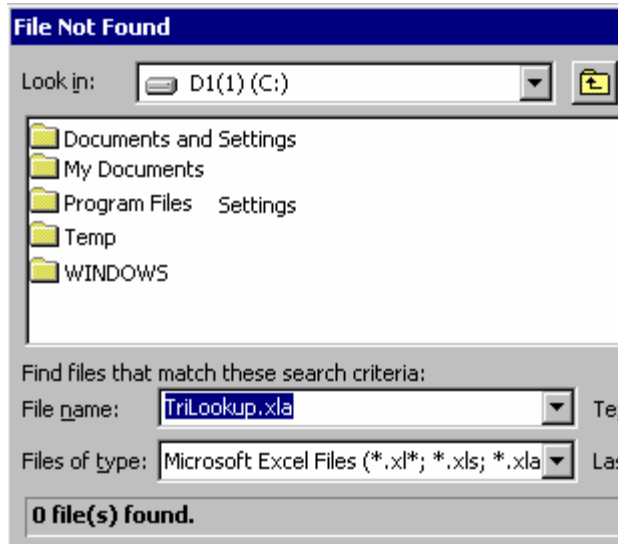 File Not Found
Look in: D1(1) (C:)
Documents and Settings
My Documents
Program Files Settings
Temp
WINDOWS
Find files that match these search criteria:
File name: TriLookup.xla Te
Files of type: Microsoft Excel Files (*.xl*; *.xls; *.xla Las
0 file(s) found.